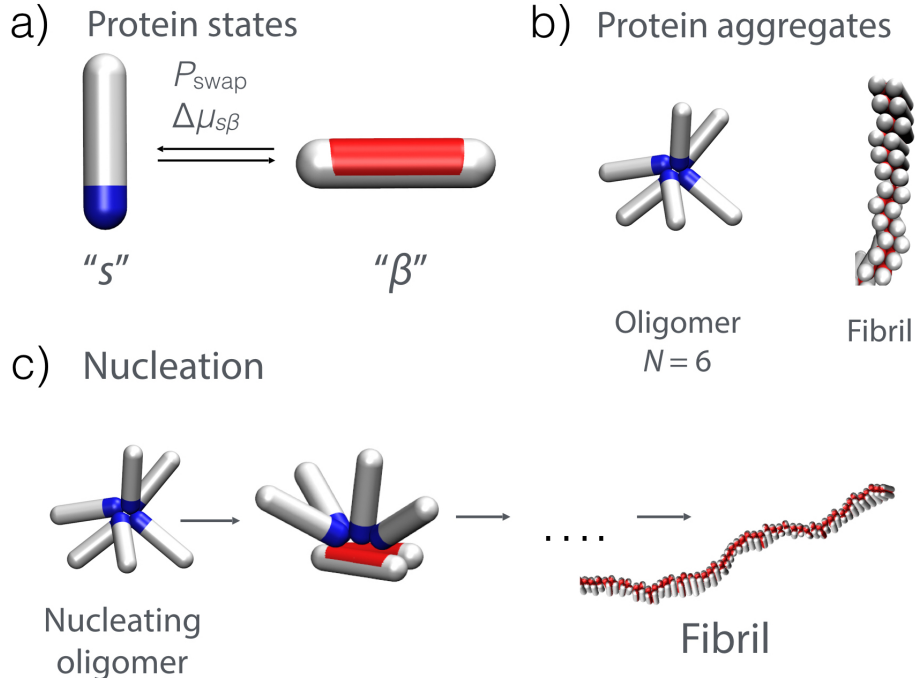 a) Protein states
P_swap
Δμ_sβ
“s”
“β”
b) Protein aggregates
Oligomer
N = 6
Fibril
c) Nucleation
Nucleating
oligomer
....
Fibril